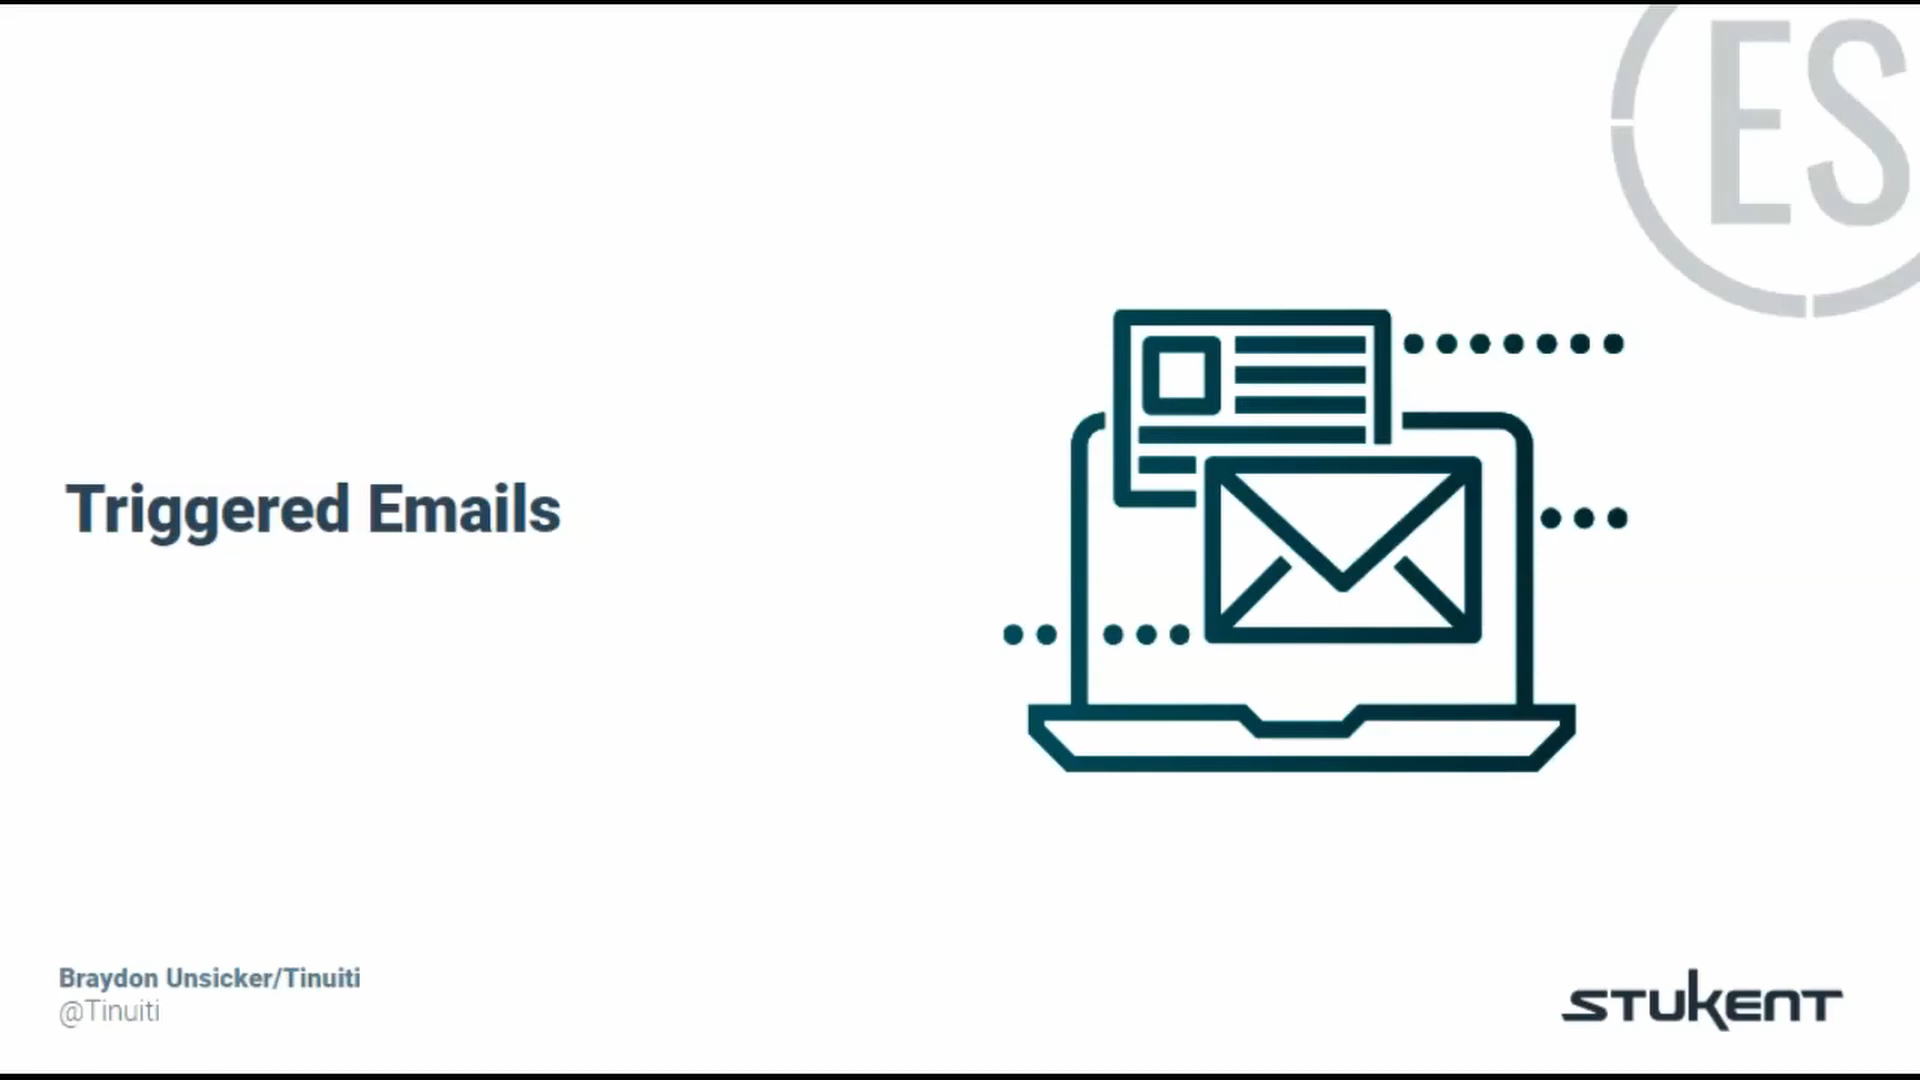 ES
Triggered Emails
Braydon Unsicker/Tinuiti
@Tinuiti
STUKENT